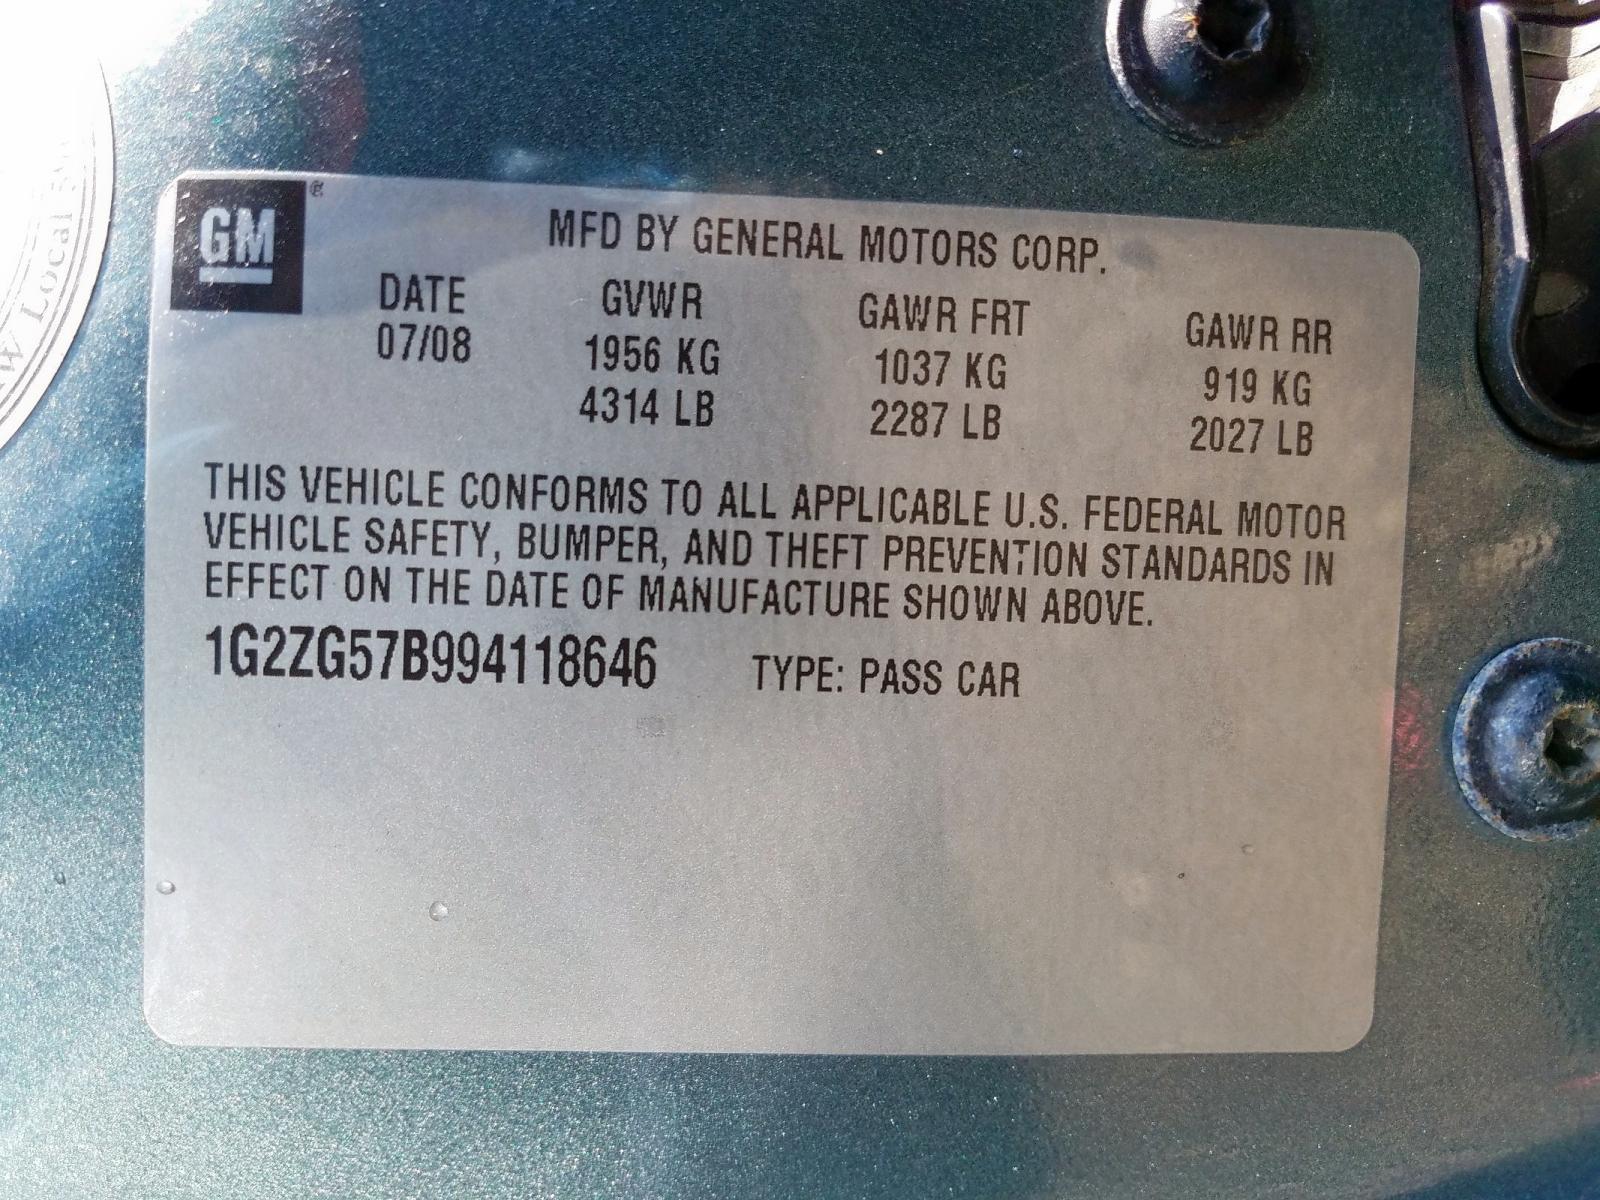 GM
MFD BY GENERAL MOTORS CORP.
DATE GVWR GAWR FRT GAWR RR
07/08 1956 KG 1037 KG 919 KG
4314 LB 2287 LB 2027 LB
THIS VEHICLE CONFORMS TO ALL APPLICABLE U.S. FEDERAL MOTOR
VEHICLE SAFETY, BUMPER, AND THEFT PREVENTION STANDARDS IN
EFFECT ON THE DATE OF MANUFACTURE SHOWN ABOVE.
1G2ZG57B994118646 TYPE: PASS CAR
Local